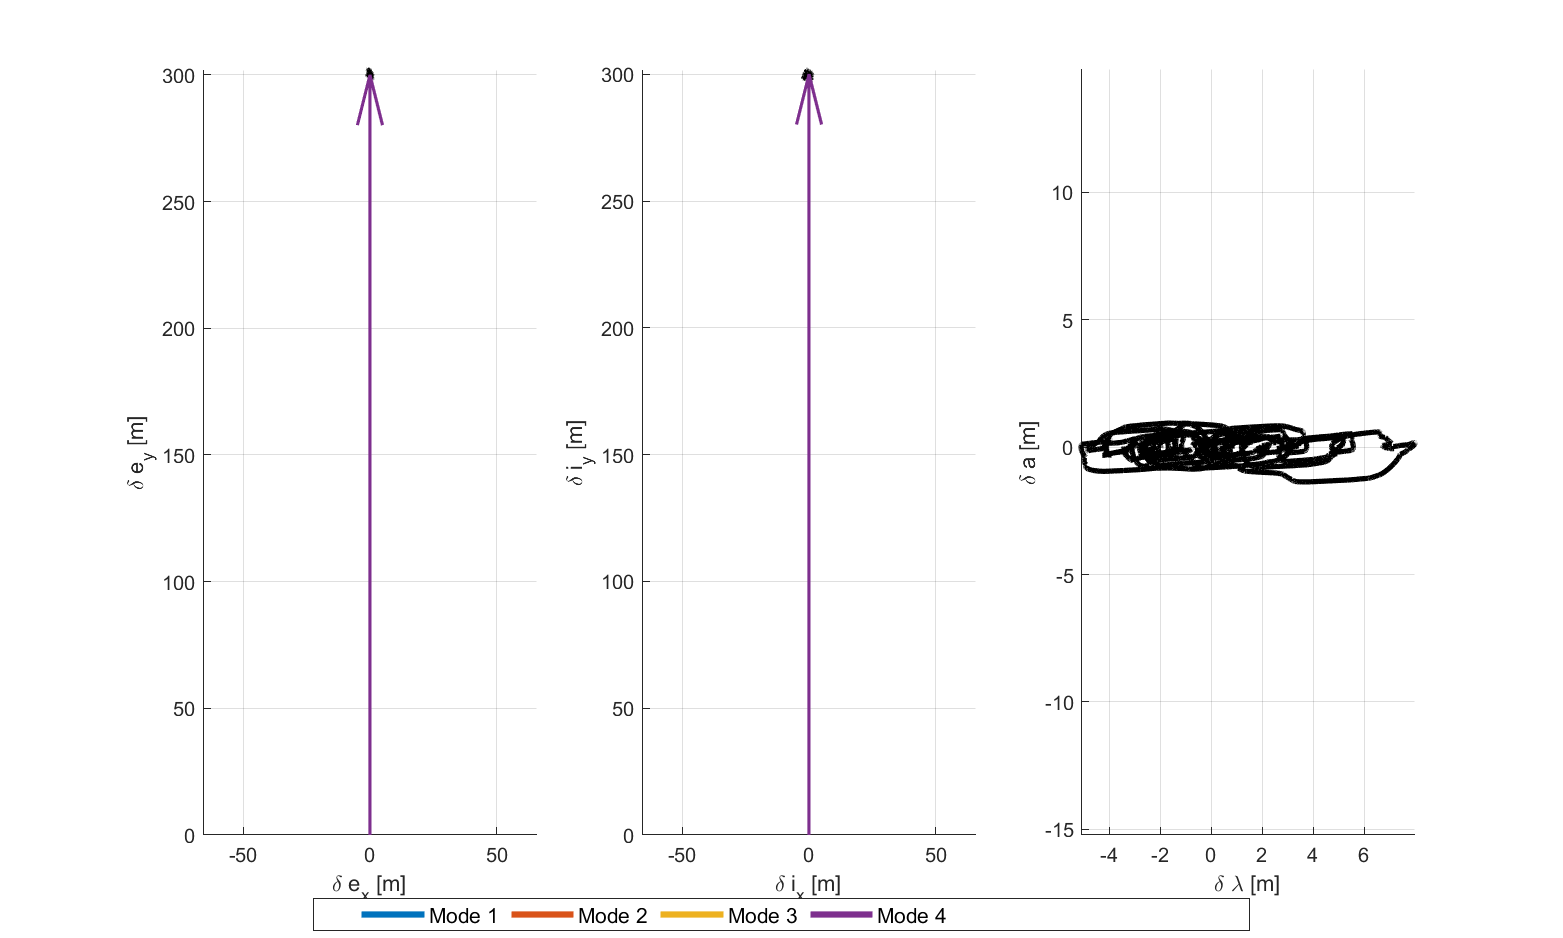 300
250
200
150
100
50
0
-50 0 50
δ e_y [m]
δ e_x [m]
300
250
200
150
100
50
0
-50 0 50
δ i_y [m]
δ i_x [m]
10
5
0
-5
-10
-15
-4 -2 0 2 4 6
δ a [m]
δ λ [m]
Mode 1 Mode 2 Mode 3 Mode 4